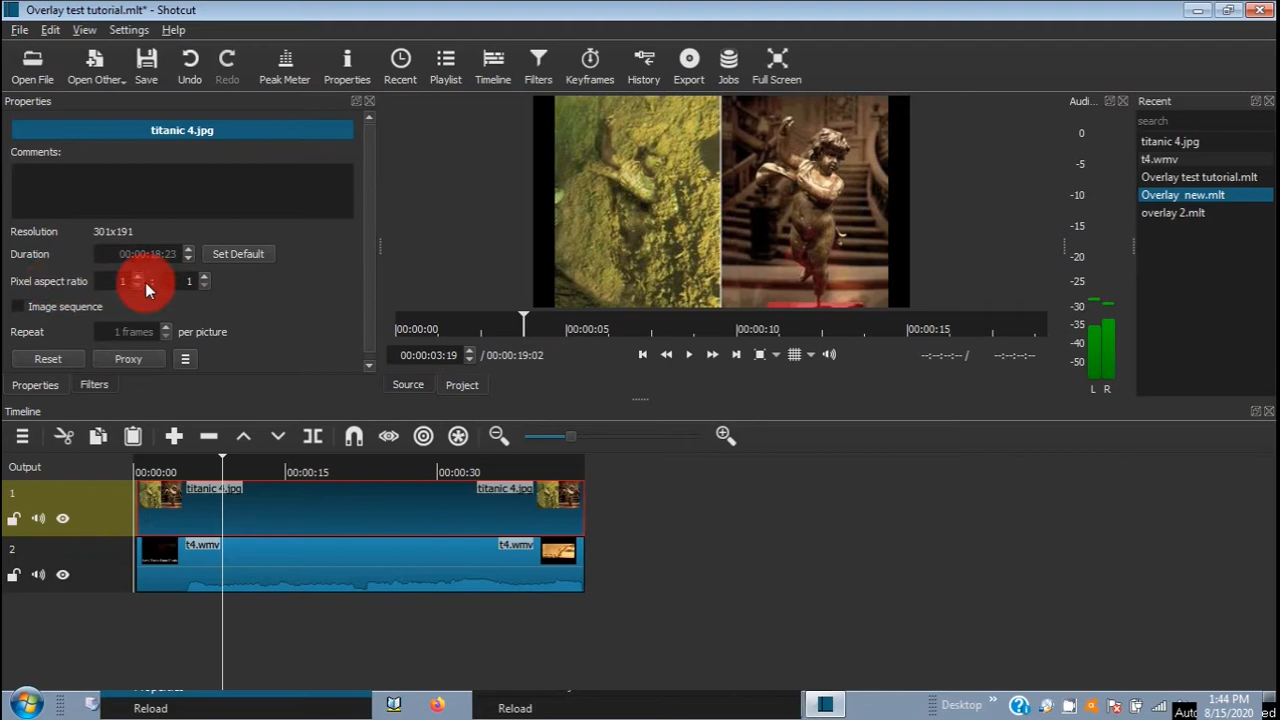 Overlay test tutorial.mlt* - Shotcut
File Edit View Settings Help
Open File Open Other... Save Undo Redo Peak Meter Properties Recent Playlist Timeline Filters Keyframes History Export Jobs Full Screen
Properties
titanic 4.jpg
Comments:
Resolution 301x191
Duration 00:00:18:23 Set Default
Pixel aspect ratio 1 : 1
Image sequence
Repeat 1 frames per picture
Reset Proxy
Properties Filters
00:00:00 00:00:05 00:00:10 00:00:15
00:00:03:19 / 00:00:19:02 --:--:--:-- / --:--:--:--
Source Project
Audi...
0
-5
-10
-15
-20
-25
-30
-35
-40
-50
L R
Recent
search
titanic 4.jpg
t4.wmv
Overlay test tutorial.mlt
Overlay new.mlt
overlay 2.mlt
Timeline
Output 00:00:00 00:00:15 00:00:30
1 titanic 4.jpg titanic 4.jpg
2 t4.wmv t4.wmv
Reload Reload Desktop » 1:44 PM
8/15/2020